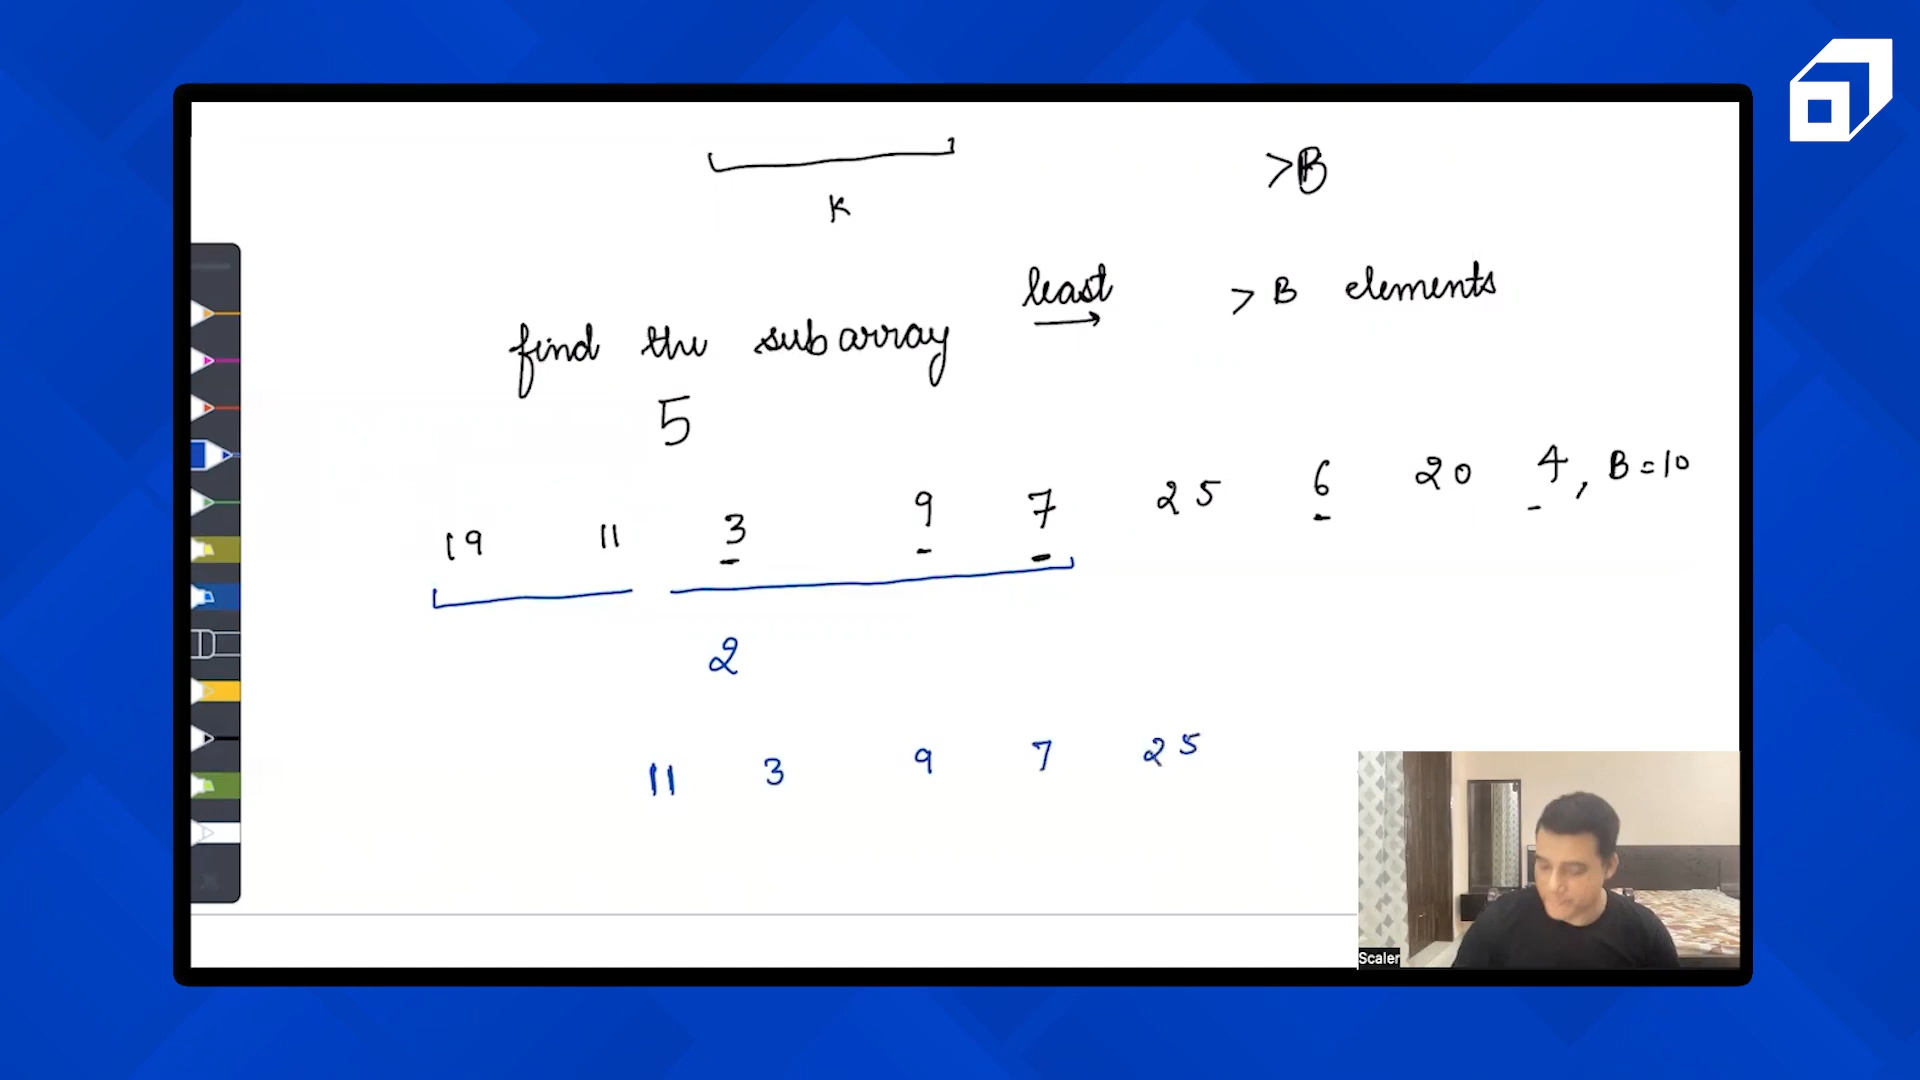 K
>B
least > B elements
find the subarray
5
19 11 3 9 7 25 6 20 4, B=10
2
11 3 9 7 25
Scaler